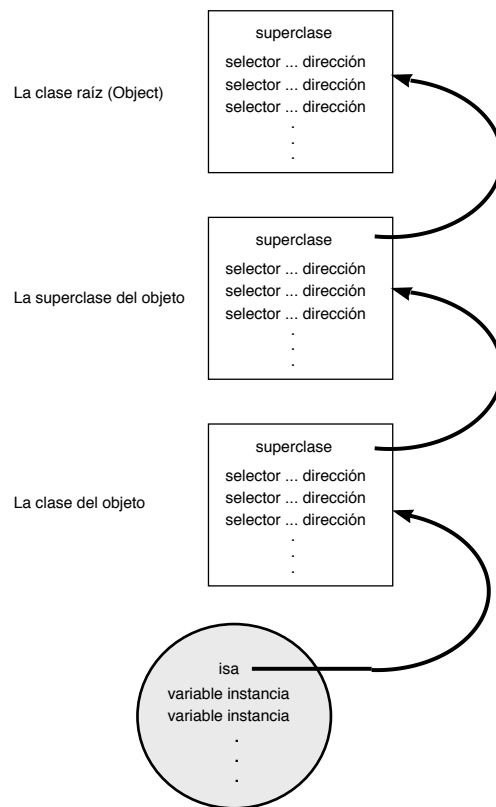 superclase
selector ... dirección
La clase raíz (Object)
selector ... dirección
selector ... dirección
.
.
.
superclase
selector ... dirección
La superclase del objeto
selector ... dirección
selector ... dirección
.
.
.
superclase
selector ... dirección
La clase del objeto
selector ... dirección
selector ... dirección
.
.
.
isa
variable instancia
variable instancia
.
.
.